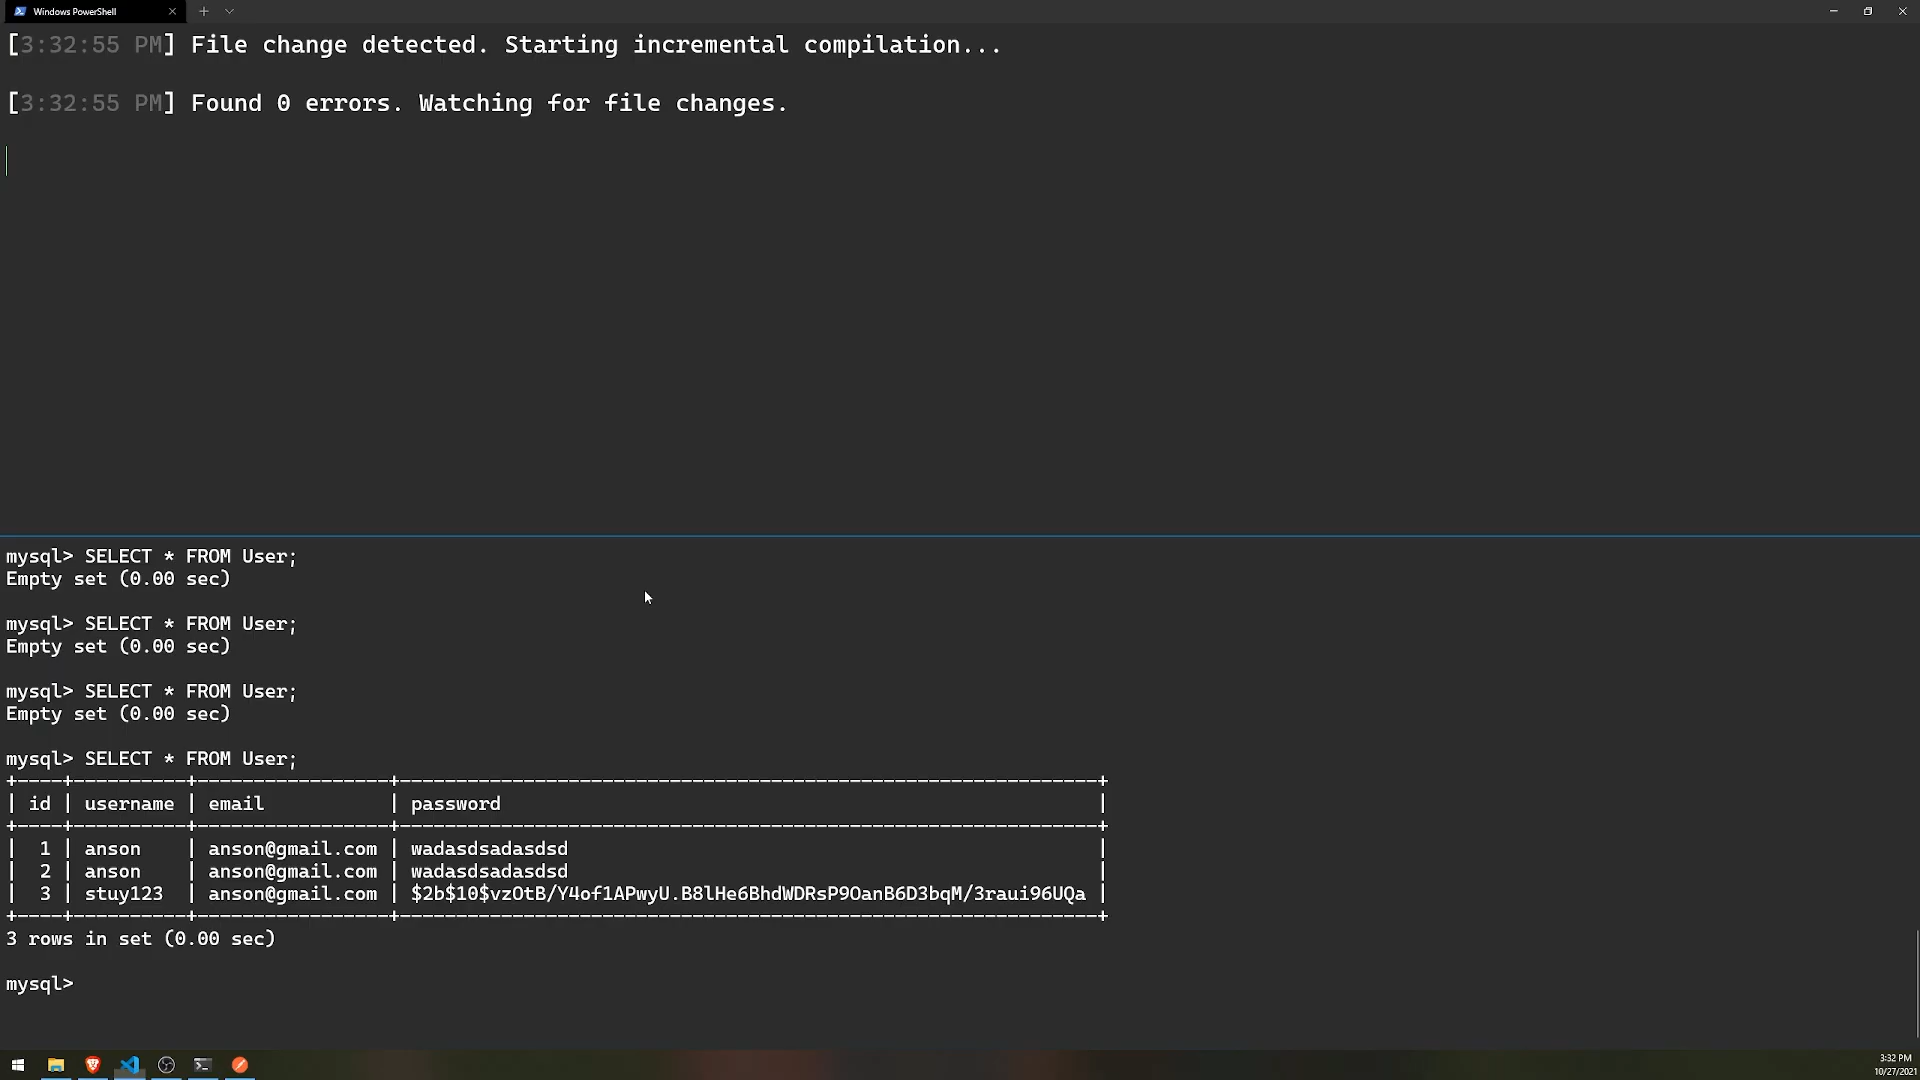 Windows PowerShell
[3:32:55 PM] File change detected. Starting incremental compilation...
[3:32:55 PM] Found 0 errors. Watching for file changes.
mysql> SELECT * FROM User;
Empty set (0.00 sec)
mysql> SELECT * FROM User;
Empty set (0.00 sec)
mysql> SELECT * FROM User;
Empty set (0.00 sec)
mysql> SELECT * FROM User;
+----+----------+------------------+--------------------------------------------------------------+
| id | username | email            | password                                                     |
+----+----------+------------------+--------------------------------------------------------------+
|  1 | anson    | anson@gmail.com | wadasdsadasdsd                                               |
|  2 | anson    | anson@gmail.com | wadasdsadasdsd                                               |
|  3 | stuy123  | anson@gmail.com | $2b$10$vzOtB/Y4of1APwyU.B8lHe6BhdWDRsP9OanB6D3bqM/3raui96UQa |
+----+----------+------------------+--------------------------------------------------------------+
3 rows in set (0.00 sec)
mysql>
3:32 PM
10/27/2021